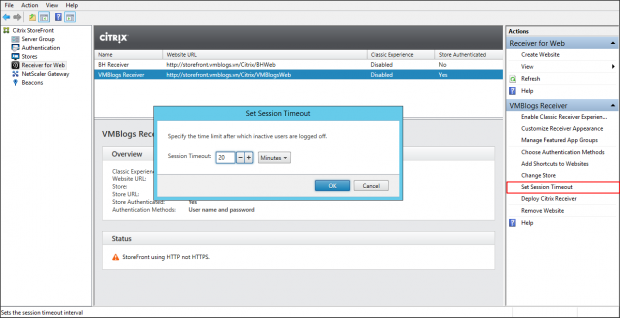 File Action View Help
Citrix StoreFront
Server Group
Authentication
Stores
Receiver for Web
NetScaler Gateway
Beacons
CITRIX
Name Website URL Classic Experience Store Authenticated
BH Receiver http://storefront.vmblogs.vn/Citrix/BHWeb Disabled No
VMBlogs Receiver http://storefront.vmblogs.vn/Citrix/VMBlogsWeb Disabled Yes
VMBlogs Rece
Overview
Classic Experie
Website URL:
Store:
Store URL:
Store Authenticated: Yes
Authentication Methods: User name and password
Status
StoreFront using HTTP not HTTPS.
Set Session Timeout
Specify the time limit after which inactive users are logged off.
Session Timeout: 20 Minutes
OK Cancel
Actions
Receiver for Web
Create Website
View
Refresh
Help
VMBlogs Receiver
Enable Classic Receiver Experien...
Customize Receiver Appearance
Manage Featured App Groups
Choose Authentication Methods
Add Shortcuts to Websites
Change Store
Set Session Timeout
Deploy Citrix Receiver
Remove Website
Help
Sets the session timeout interval